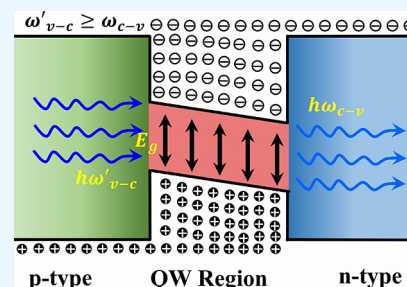 ω'v-c ≥ ωc-v
ħωc-v
Eg
ħω'v-c
p-type
QW Region
n-type